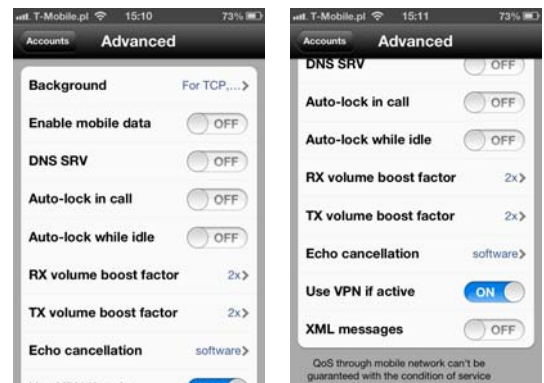 T-Mobile.pl 15:10 73%
Accounts Advanced
Background For TCP,...>
Enable mobile data OFF
DNS SRV OFF
Auto-lock in call OFF
Auto-lock while idle OFF
RX volume boost factor 2x>
TX volume boost factor 2x>
Echo cancellation software>
T-Mobile.pl 15:11 73%
Accounts Advanced
DNS SRV OFF
Auto-lock in call OFF
Auto-lock while idle OFF
RX volume boost factor 2x>
TX volume boost factor 2x>
Echo cancellation software>
Use VPN if active ON
XML messages OFF
QoS through mobile network can't be
guaranteed with the condition of service